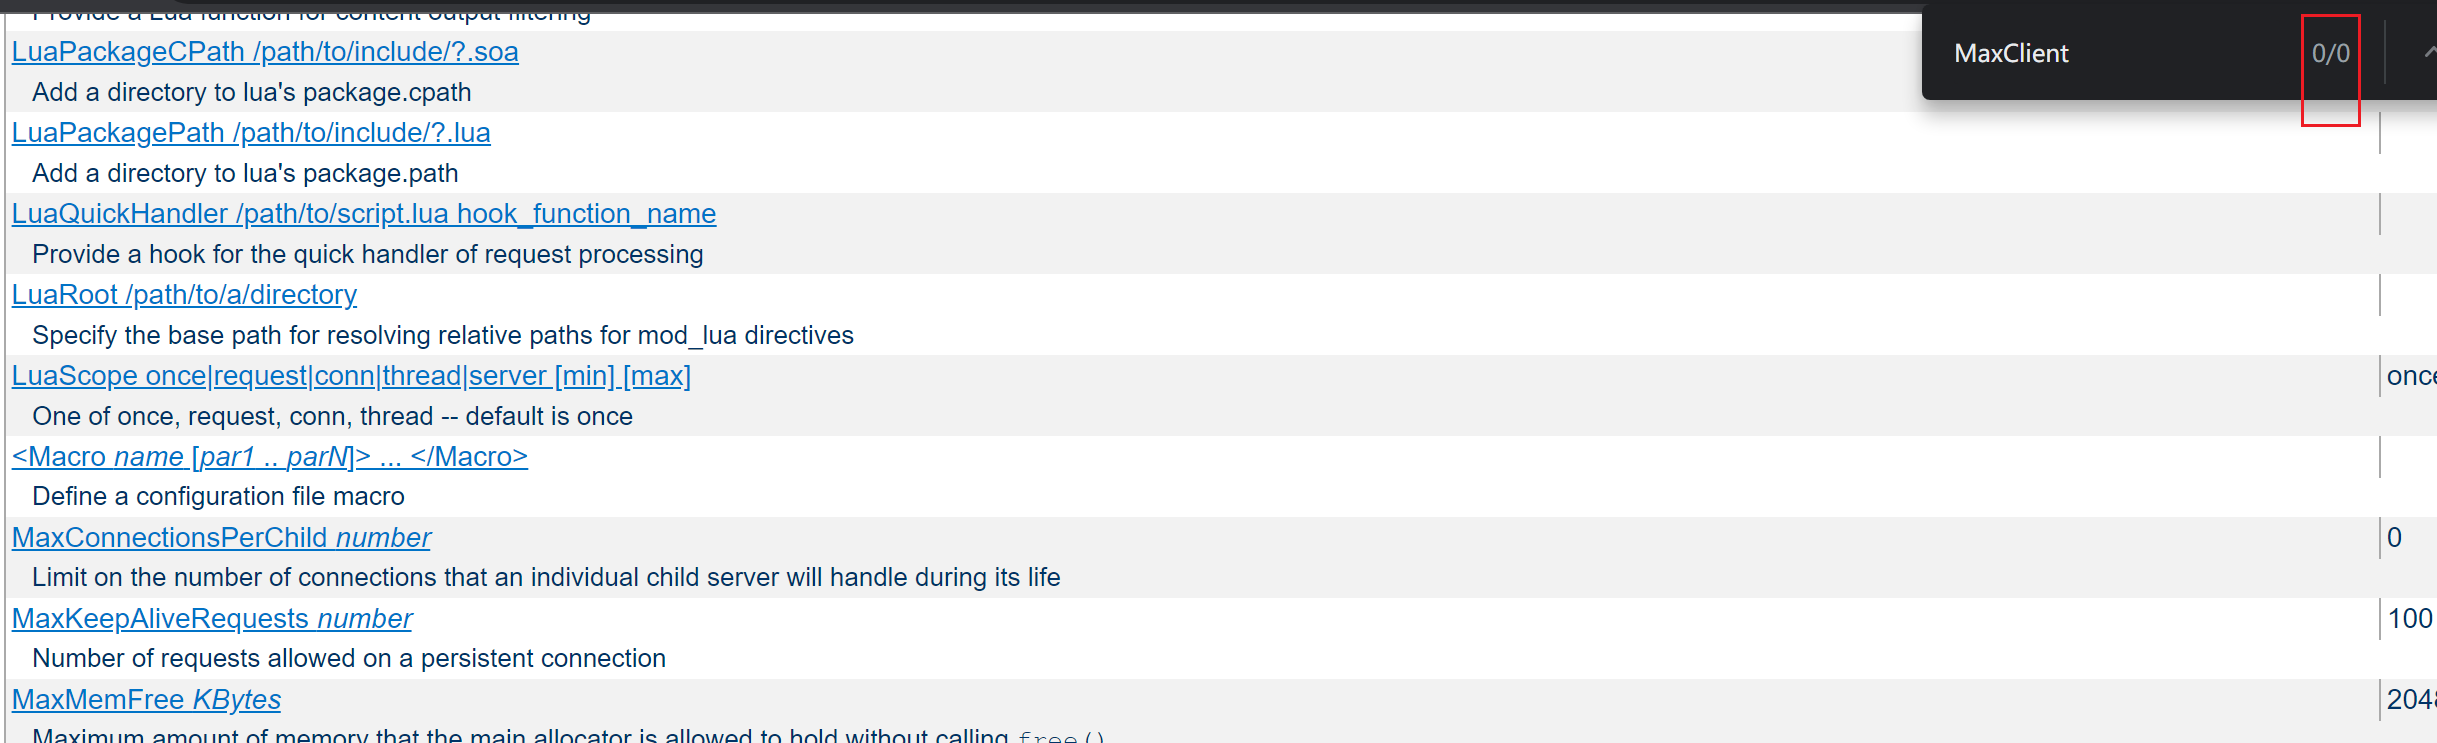 Provide a Lua function for content output filtering
MaxClient 0/0
LuaPackageCPath /path/to/include/?.soa
Add a directory to lua's package.cpath
LuaPackagePath /path/to/include/?.lua
Add a directory to lua's package.path
LuaQuickHandler /path/to/script.lua hook_function_name
Provide a hook for the quick handler of request processing
LuaRoot /path/to/a/directory
Specify the base path for resolving relative paths for mod_lua directives
LuaScope once|request|conn|thread|server [min] [max] once
One of once, request, conn, thread -- default is once
<Macro name [par1 .. parN]> ... </Macro>
Define a configuration file macro
MaxConnectionsPerChild number 0
Limit on the number of connections that an individual child server will handle during its life
MaxKeepAliveRequests number 100
Number of requests allowed on a persistent connection
MaxMemFree KBytes 2048
Maximum amount of memory that the main allocator is allowed to hold without calling free()